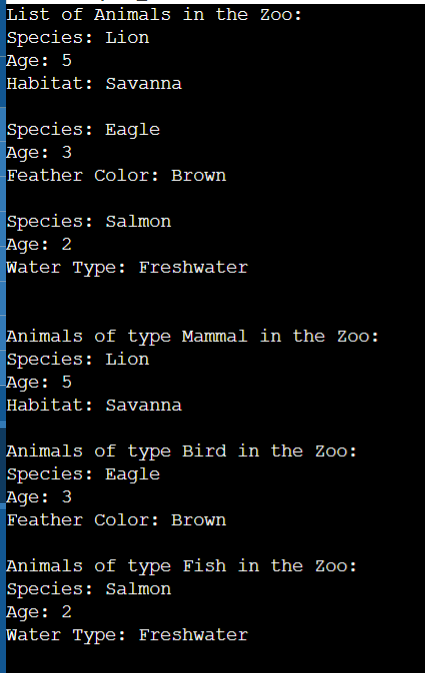 List of Animals in the Zoo:
Species: Lion
Age: 5
Habitat: Savanna
Species: Eagle
Age: 3
Feather Color: Brown
Species: Salmon
Age: 2
Water Type: Freshwater
Animals of type Mammal in the Zoo:
Species: Lion
Age: 5
Habitat: Savanna
Animals of type Bird in the Zoo:
Species: Eagle
Age: 3
Feather Color: Brown
Animals of type Fish in the Zoo:
Species: Salmon
Age: 2
Water Type: Freshwater